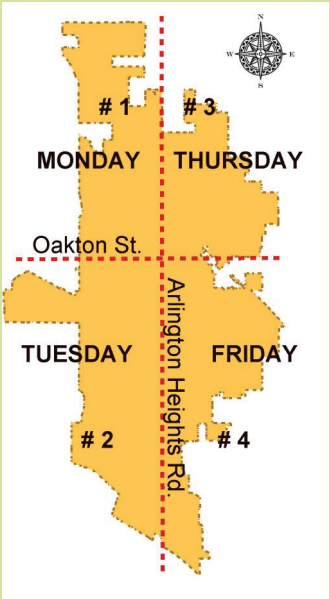 N
W E
S
# 1 # 3
MONDAY THURSDAY
Oakton St.
Arlington Heights Rd.
TUESDAY FRIDAY
# 2 # 4